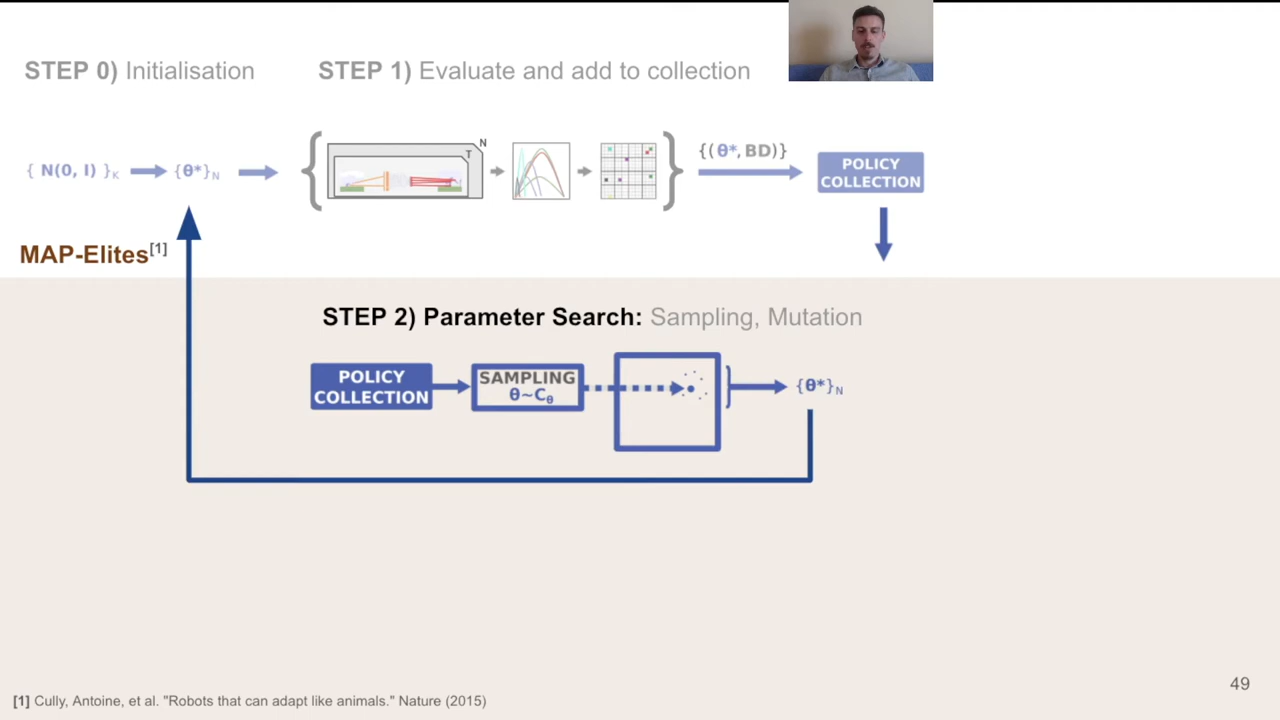 STEP 0) Initialisation
STEP 1) Evaluate and add to collection
{ N(0, I) }K
{θ*}N
N
T
{(θ*, BD)}
POLICY
COLLECTION
MAP-Elites[1]
STEP 2) Parameter Search: Sampling, Mutation
POLICY
COLLECTION
SAMPLING
θ~Cθ
{θ*}N
49
[1] Cully, Antoine, et al. "Robots that can adapt like animals." Nature (2015)